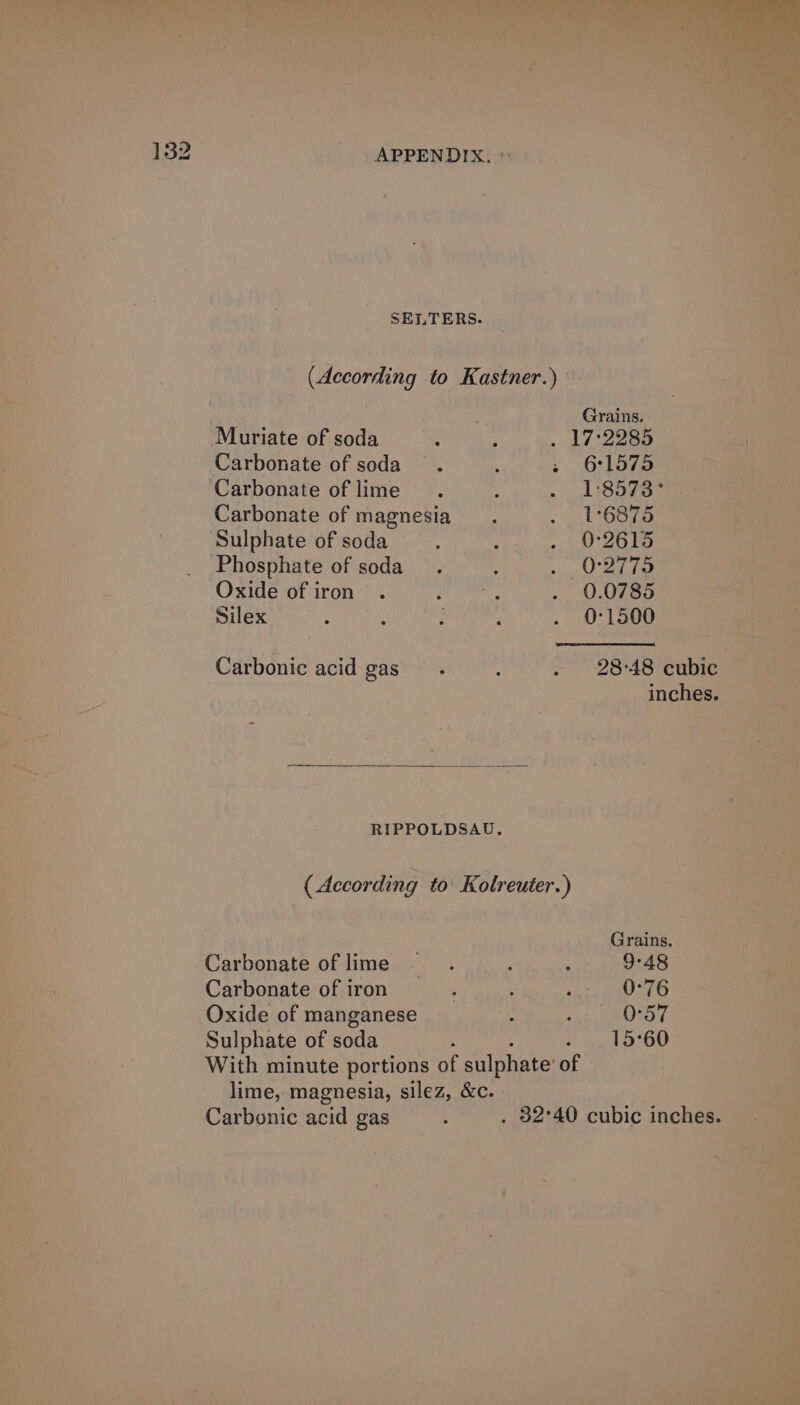 132 APPENDIX.
SELTERS.
(According to Kastner.)
Grains.
Muriate of soda . . . 17·2285
Carbonate of soda . . . 6·1575
Carbonate of lime . . . 1·8573
Carbonate of magnesia . . 1·6875
Sulphate of soda . . . 0·2615
Phosphate of soda . . . 0·2775
Oxide of iron . . . . 0.0785
Silex . . . . . 0·1500
Carbonic acid gas . . . 28·48 cubic
inches.
RIPPOLDSAU.
(According to Kolreuter.)
Grains.
Carbonate of lime . . . 9·48
Carbonate of iron . . . 0·76
Oxide of manganese . . 0·57
Sulphate of soda . . . 15·60
With minute portions of sulphate of
lime, magnesia, silez, &c.
Carbonic acid gas . . 32·40 cubic inches.